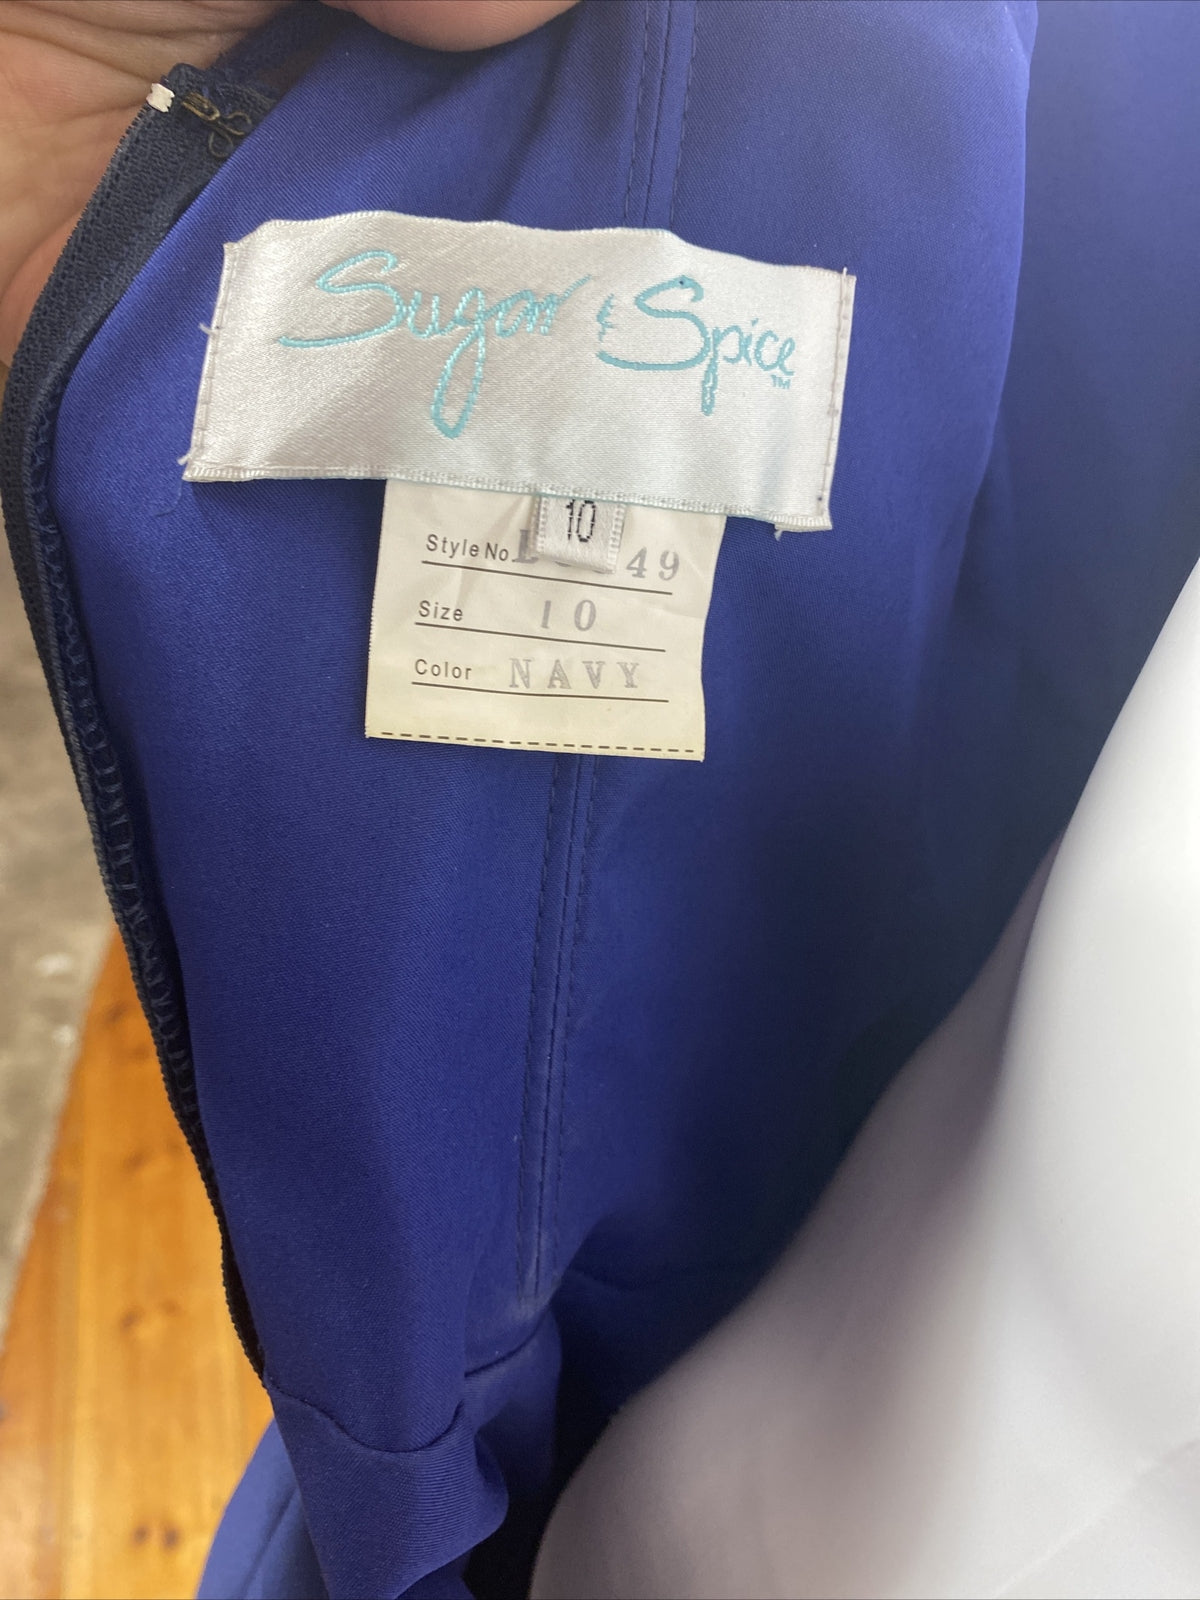 Sugar & Spice
TM
10
Style No 49
Size 10
Color NAVY